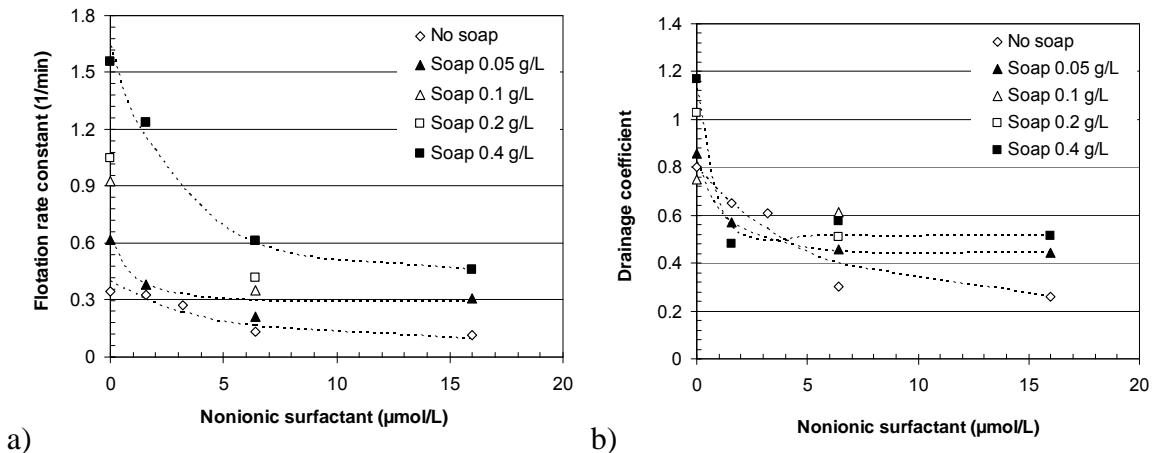 1.8
1.5
1.2
0.9
0.6
0.3
0
Flotation rate constant (1/min)
No soap
Soap 0.05 g/L
Soap 0.1 g/L
Soap 0.2 g/L
Soap 0.4 g/L
0 5 10 15 20
Nonionic surfactant (µmol/L)
a)
1.4
1.2
1
0.8
0.6
0.4
0.2
0
Drainage coefficient
No soap
Soap 0.05 g/L
Soap 0.1 g/L
Soap 0.2 g/L
Soap 0.4 g/L
0 5 10 15 20
Nonionic surfactant (µmol/L)
b)